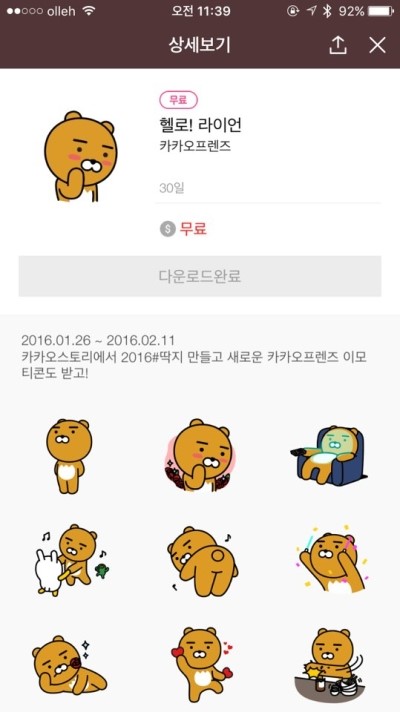 olleh 오전 11:39 92%
상세보기
무료
헬로! 라이언
카카오프렌즈
30일
$ 무료
다운로드완료
2016.01.26 ~ 2016.02.11
카카오스토리에서 2016#딱지 만들고 새로운 카카오프렌즈 이모
티콘도 받고!